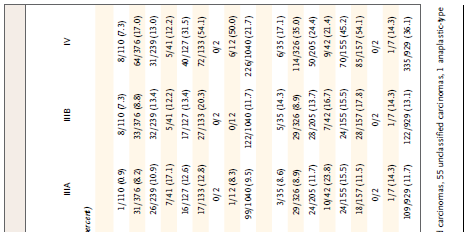 IIIA IIIB IV
per cent)
1/110 (0.9) 8/110 (7.3) 8/110 (7.3)
31/376 (8.2) 33/376 (8.8) 64/376 (17.0)
26/239 (10.9) 32/239 (13.4) 31/239 (13.0)
7/41 (17.1) 5/41 (12.2) 5/41 (12.2)
16/127 (12.6) 17/127 (13.4) 40/127 (31.5)
17/133 (12.8) 27/133 (20.3) 72/133 (54.1)
0/2 0/2 0/2
1/12 (8.3) 0/12 6/12 (50.0)
99/1040 (9.5) 122/1040 (11.7) 226/1040 (21.7)
3/35 (8.6) 5/35 (14.3) 6/35 (17.1)
29/326 (8.9) 29/326 (8.9) 114/326 (35.0)
24/205 (11.7) 28/205 (13.7) 50/205 (24.4)
10/42 (23.8) 7/42 (16.7) 9/42 (21.4)
24/155 (15.5) 24/155 (15.5) 70/155 (45.2)
18/157 (11.5) 28/157 (17.8) 85/157 (54.1)
0/2 0/2 0/2
1/7 (14.3) 1/7 (14.3) 1/7 (14.3)
109/929 (11.7) 122/929 (13.1) 335/929 (36.1)
d carcinomas, 55 unclassified carcinomas, 1 anaplastic-type